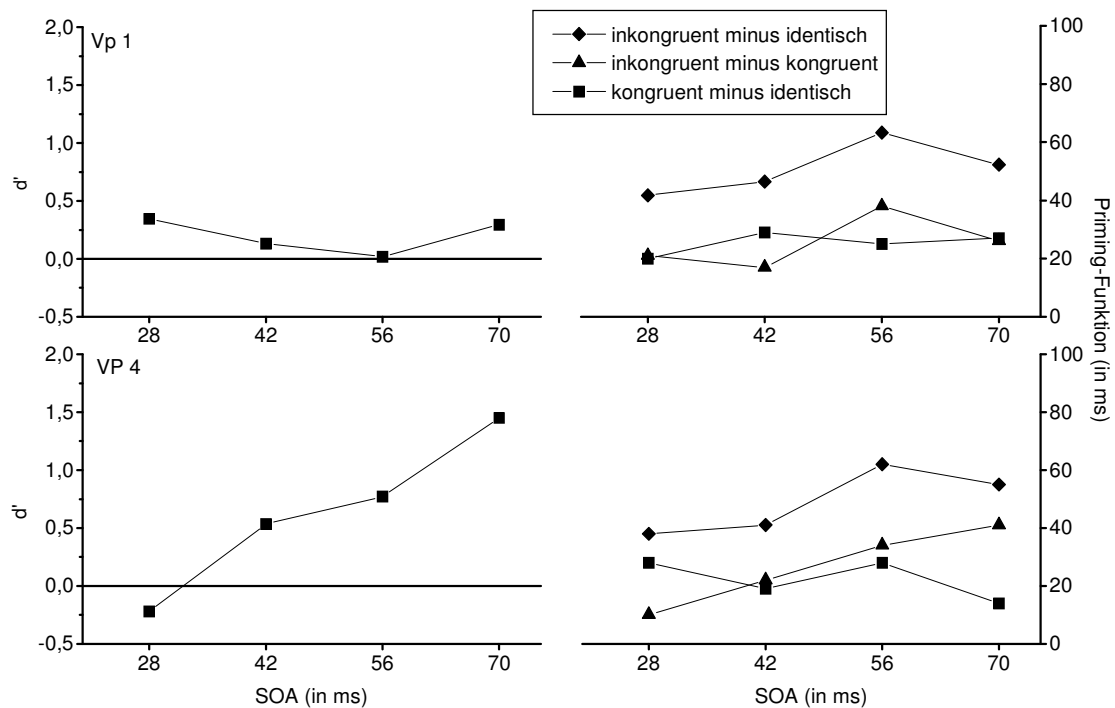 Vp 1
2,0
1,5
1,0
0,5
0,0
-0,5
d'
28 42 56 70
inkongruent minus identisch
inkongruent minus kongruent
kongruent minus identisch
100
80
60
40
20
0
28 42 56 70
Priming-Funktion (in ms)
VP 4
2,0
1,5
1,0
0,5
0,0
-0,5
d'
28 42 56 70
SOA (in ms)
100
80
60
40
20
0
28 42 56 70
SOA (in ms)